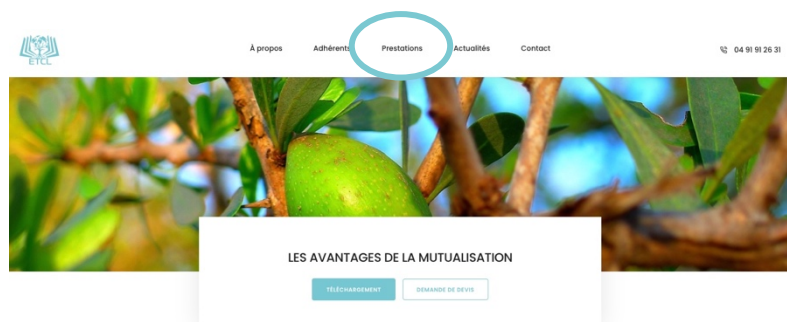 ETCL
À propos Adhérents Prestations Actualités Contact 04 91 91 26 31
LES AVANTAGES DE LA MUTUALISATION
TÉLÉCHARGEMENT DEMANDE DE DEVIS